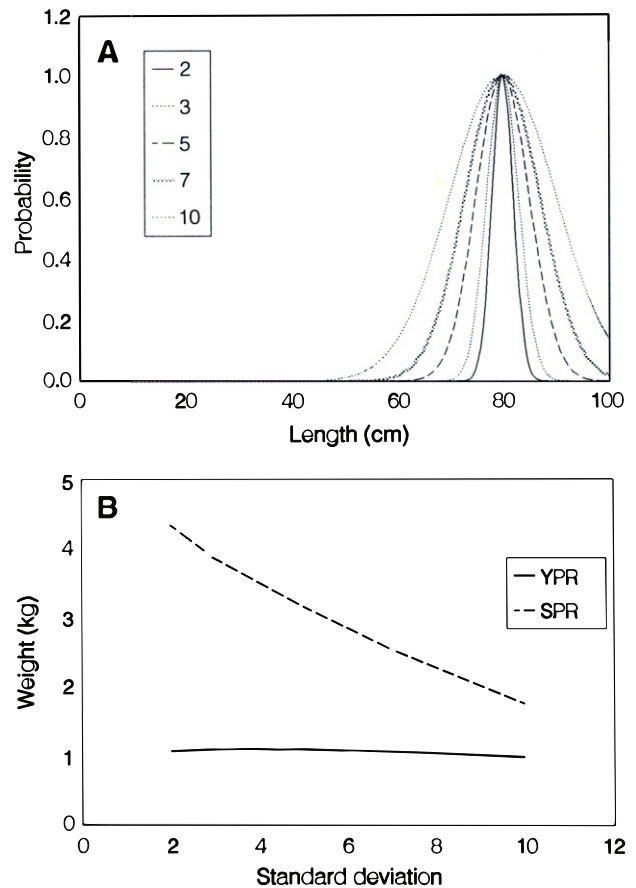 A
1.2
1.0
0.8
0.6
0.4
0.2
0.0
Probability
2
3
5
7
10
0 20 40 60 80 100
Length (cm)
B
5
4
3
2
1
0
Weight (kg)
YPR
SPR
0 2 4 6 8 10 12
Standard deviation